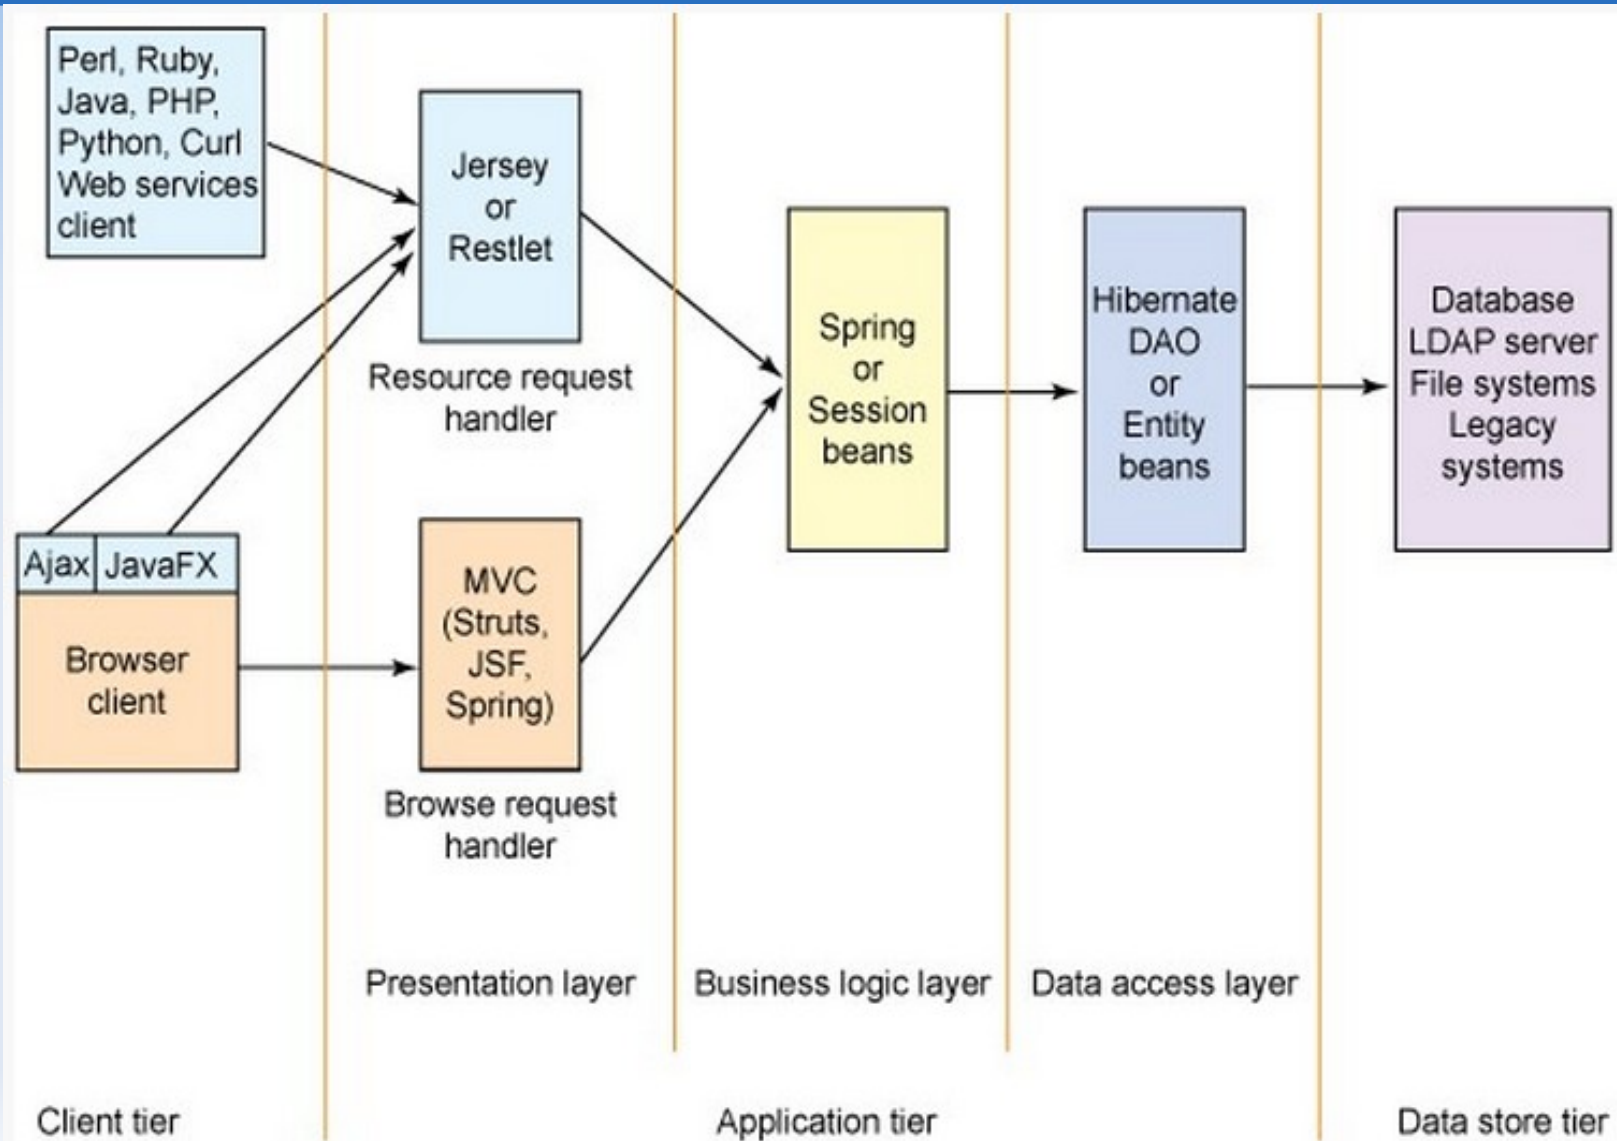 Perl, Ruby,
Java, PHP,
Python, Curl
Web services
client
Jersey
or
Restlet
Resource request
handler
Ajax
JavaFX
Browser
client
MVC
(Struts,
JSF,
Spring)
Browse request
handler
Spring
or
Session
beans
Hibernate
DAO
or
Entity
beans
Database
LDAP server
File systems
Legacy
systems
Presentation layer
Business logic layer
Data access layer
Client tier
Application tier
Data store tier